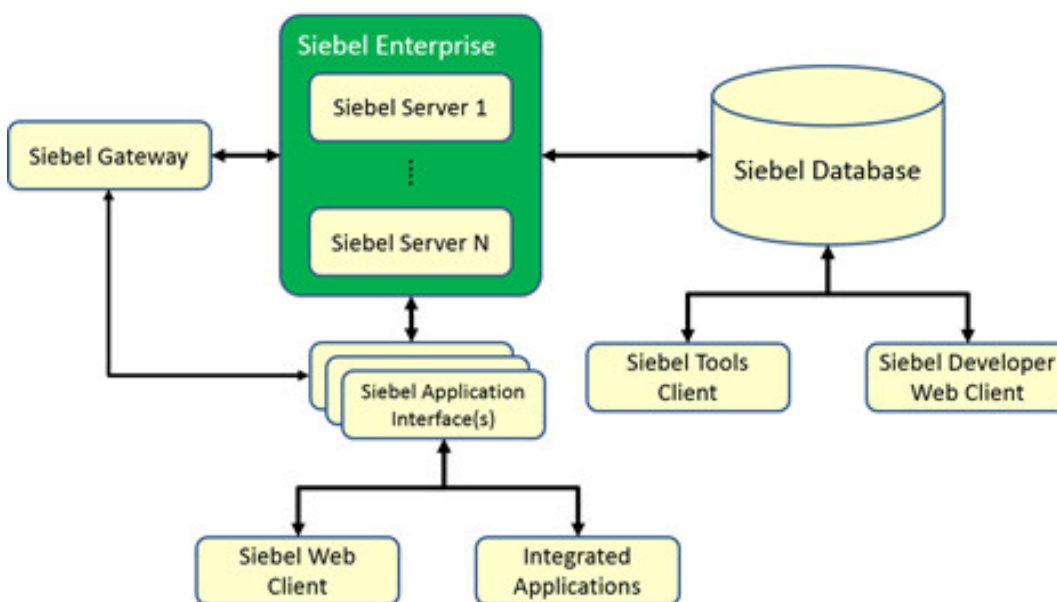 Siebel Enterprise
Siebel Server 1
Siebel Server N
Siebel Gateway
Siebel Database
Siebel Application
Interface(s)
Siebel Tools
Client
Siebel Developer
Web Client
Siebel Web
Client
Integrated
Applications